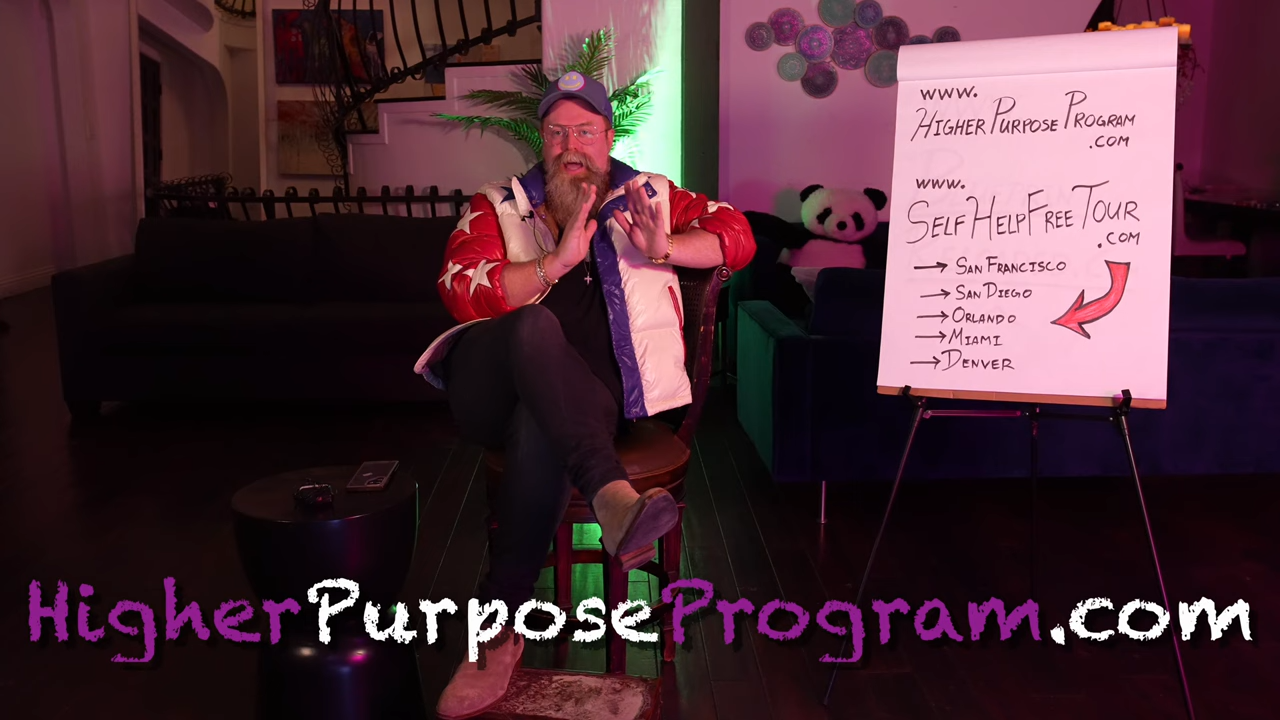 www.
HigherPurposeProgram
.com
www.
SelfHelpFreeTour
.com
→ San Francisco
→ San Diego
→ Orlando
→ Miami
→ Denver
HigherPurposeProgram.com